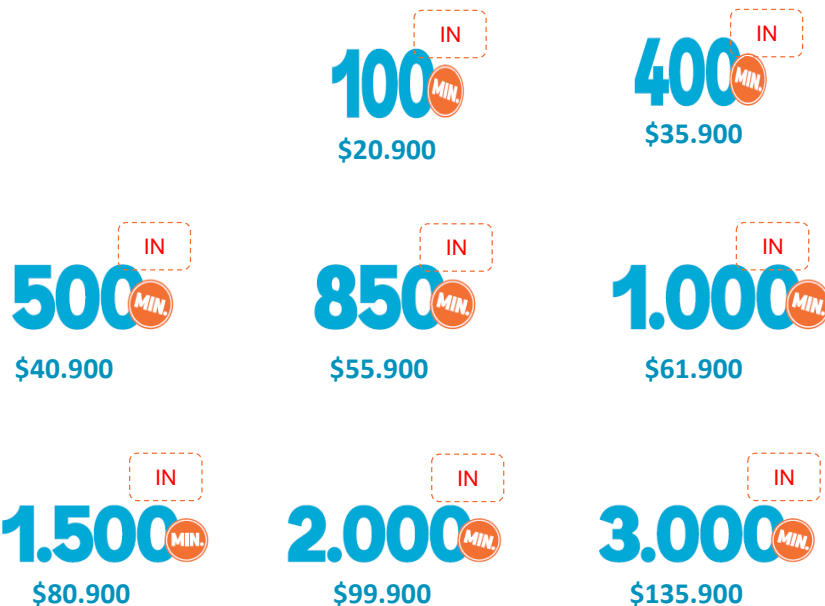 IN
100 MIN.
$20.900
IN
400 MIN.
$35.900
IN
500 MIN.
$40.900
IN
850 MIN.
$55.900
IN
1.000 MIN.
$61.900
IN
1.500 MIN.
$80.900
IN
2.000 MIN.
$99.900
IN
3.000 MIN.
$135.900